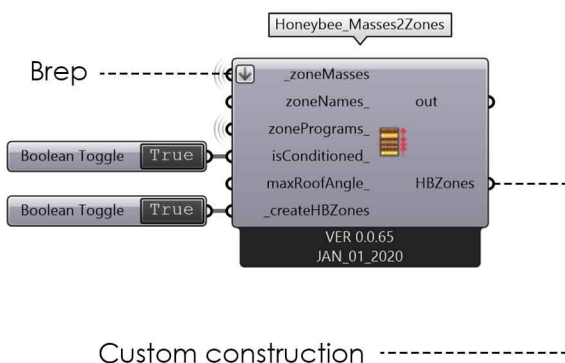 Honeybee_Masses2Zones
Brep
_zoneMasses
zoneNames_ out
zonePrograms_
Boolean Toggle True isConditioned_
maxRoofAngle_ HBZones
Boolean Toggle True _createHBZones
VER 0.0.65
JAN_01_2020
Custom construction